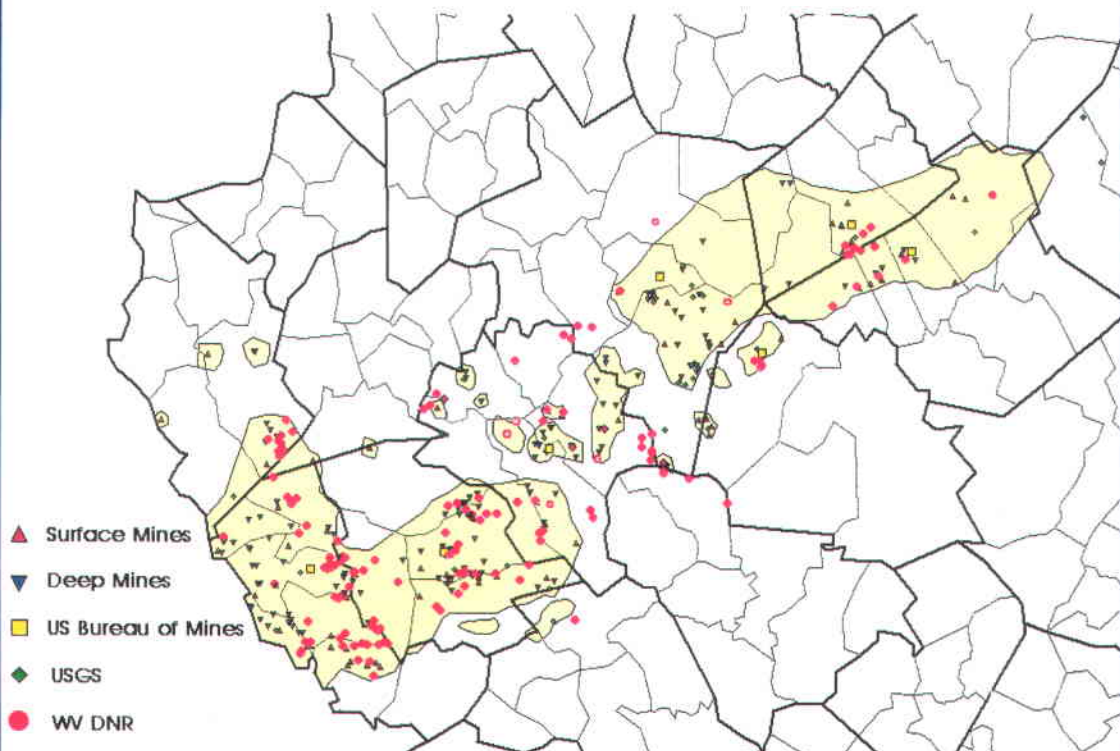 Surface Mines
Deep Mines
US Bureau of Mines
USGS
WV DNR